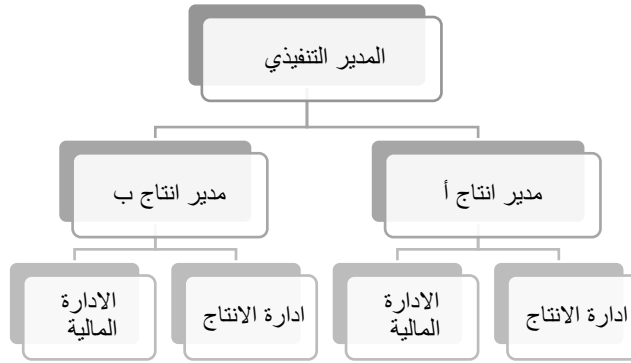 المدير التنفيذي
مدير انتاج أ
مدير انتاج ب
ادارة الانتاج
الادارة
المالية
ادارة الانتاج
الادارة
المالية